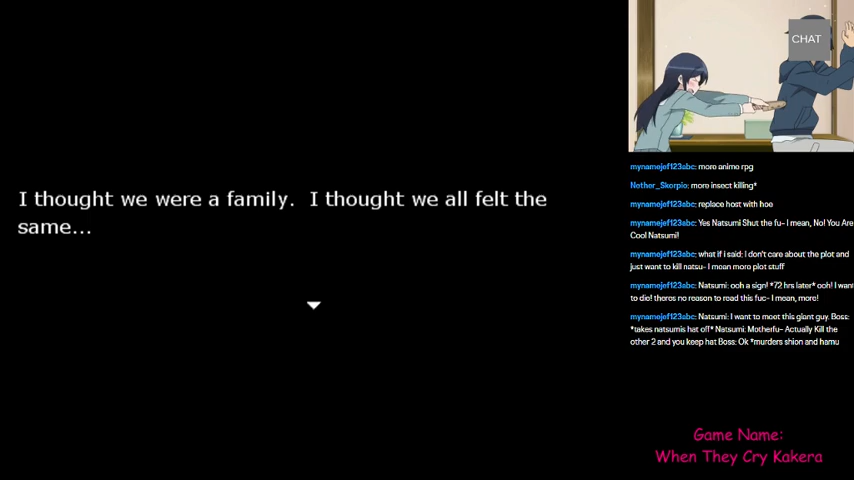 I thought we were a family.  I thought we all felt the
same...
CHAT
mynamejef123abc: more anime rpg
Nether_Skorpio: more insect killing*
mynamejef123abc: replace host with hoe
mynamejef123abc: Yes Natsumi Shut the fu- I mean, No! You Are
Cool Natsumi!
mynamejef123abc: what if i said: I don't care about the plot and
just want to kill natsu- I mean more plot stuff
mynamejef123abc: Natsumi: ooh a sign! *72 hrs later* ooh! I want
to die! theres no reason to read this fuc- I mean, more!
mynamejef123abc: Natsumi: I want to meet this giant guy. Boss:
*takes natsumis hat off* Natsumi: Motherfu- Actually Kill the
other 2 and you keep hat Boss: Ok *murders shion and hamu
Game Name:
When They Cry Kakera